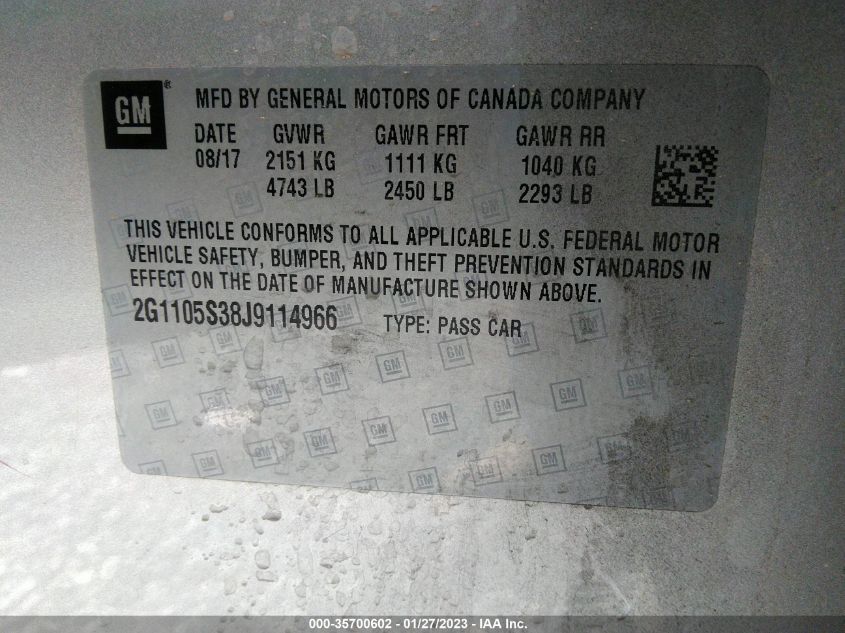 GM®
MFD BY GENERAL MOTORS OF CANADA COMPANY
DATE GVWR GAWR FRT GAWR RR
08/17 2151 KG 1111 KG 1040 KG
4743 LB 2450 LB 2293 LB
THIS VEHICLE CONFORMS TO ALL APPLICABLE U.S. FEDERAL MOTOR
VEHICLE SAFETY, BUMPER, AND THEFT PREVENTION STANDARDS IN
EFFECT ON THE DATE OF MANUFACTURE SHOWN ABOVE.
2G1105S38J9114966 TYPE: PASS CAR
000-35700602 - 01/27/2023 - IAA Inc.